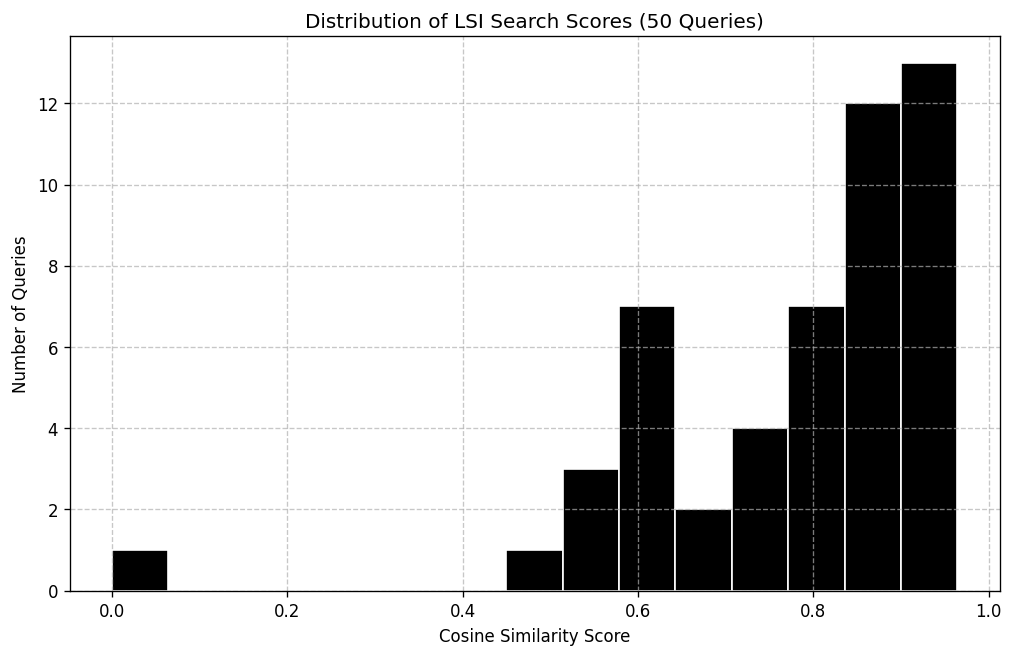 Distribution of LSI Search Scores (50 Queries)
Number of Queries
12
10
8
6
4
2
0
0.0 0.2 0.4 0.6 0.8 1.0
Cosine Similarity Score